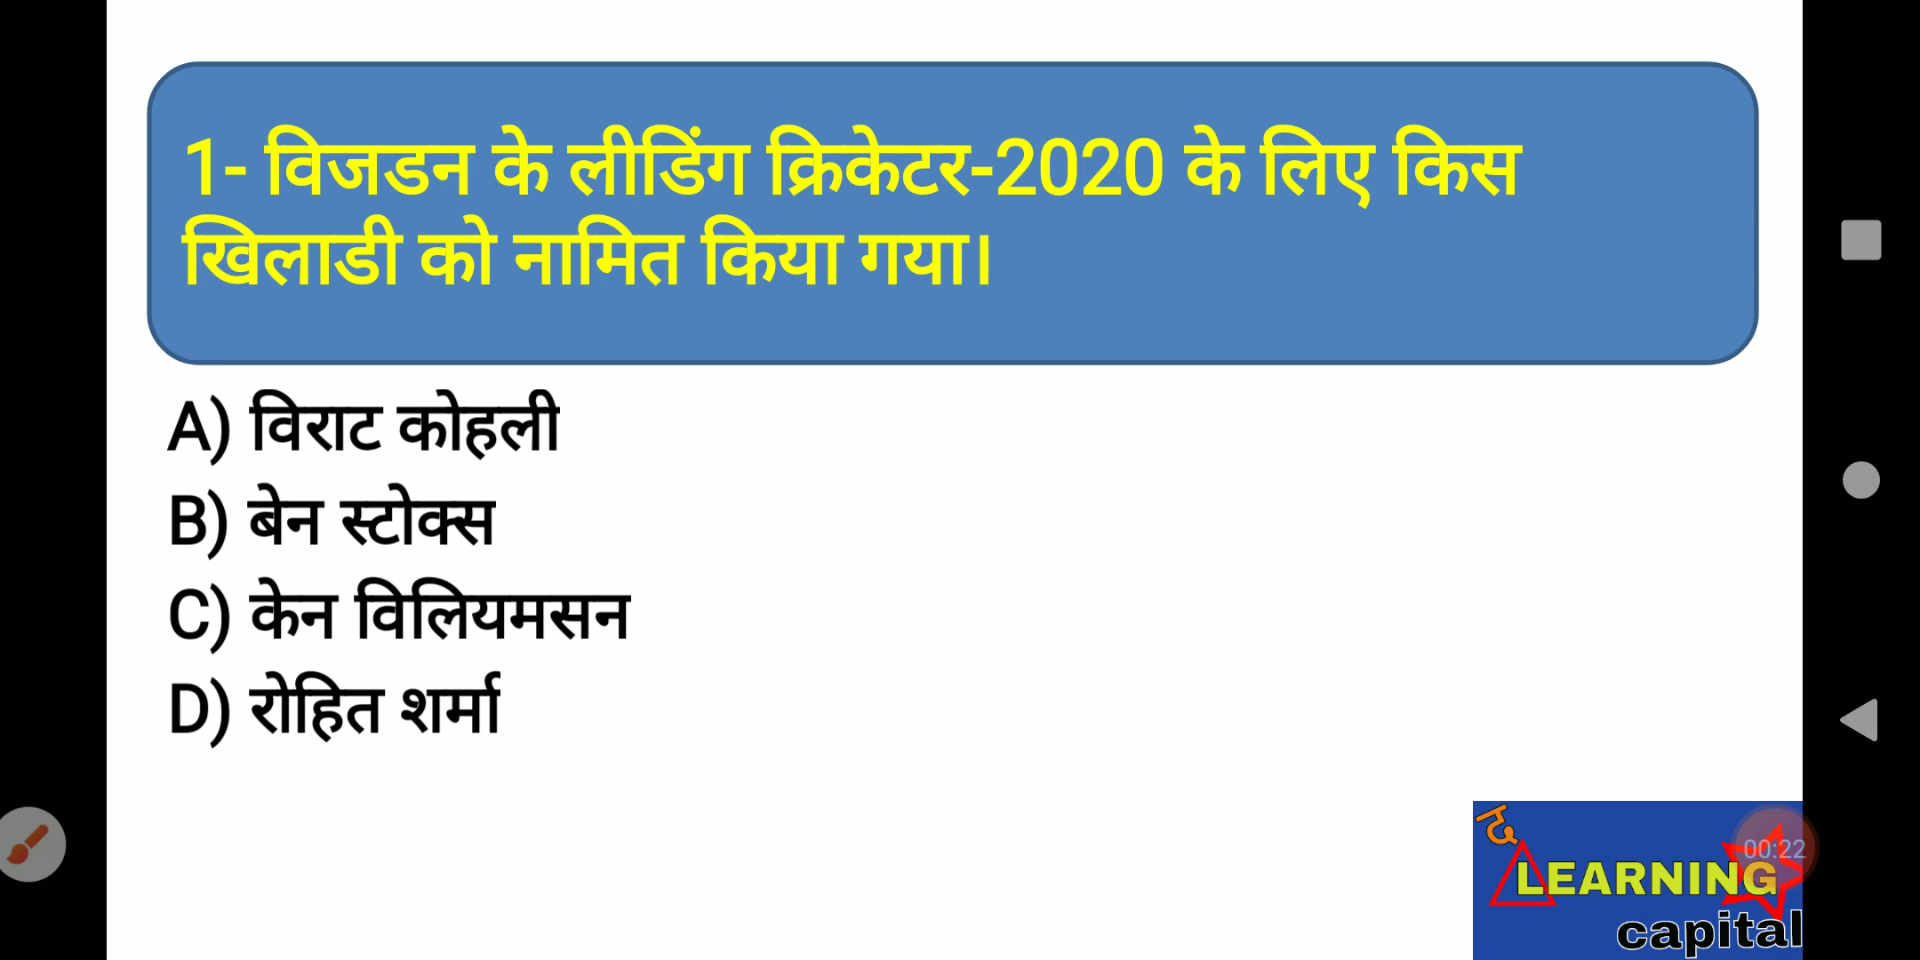 1- विजडन के लीडिंग क्रिकेटर-2020 के लिए किस
खिलाडी को नामित किया गया।
A) विराट कोहली
B) बेन स्टोक्स
C) केन विलियमसन
D) रोहित शर्मा
द
00:22
LEARNING
capital